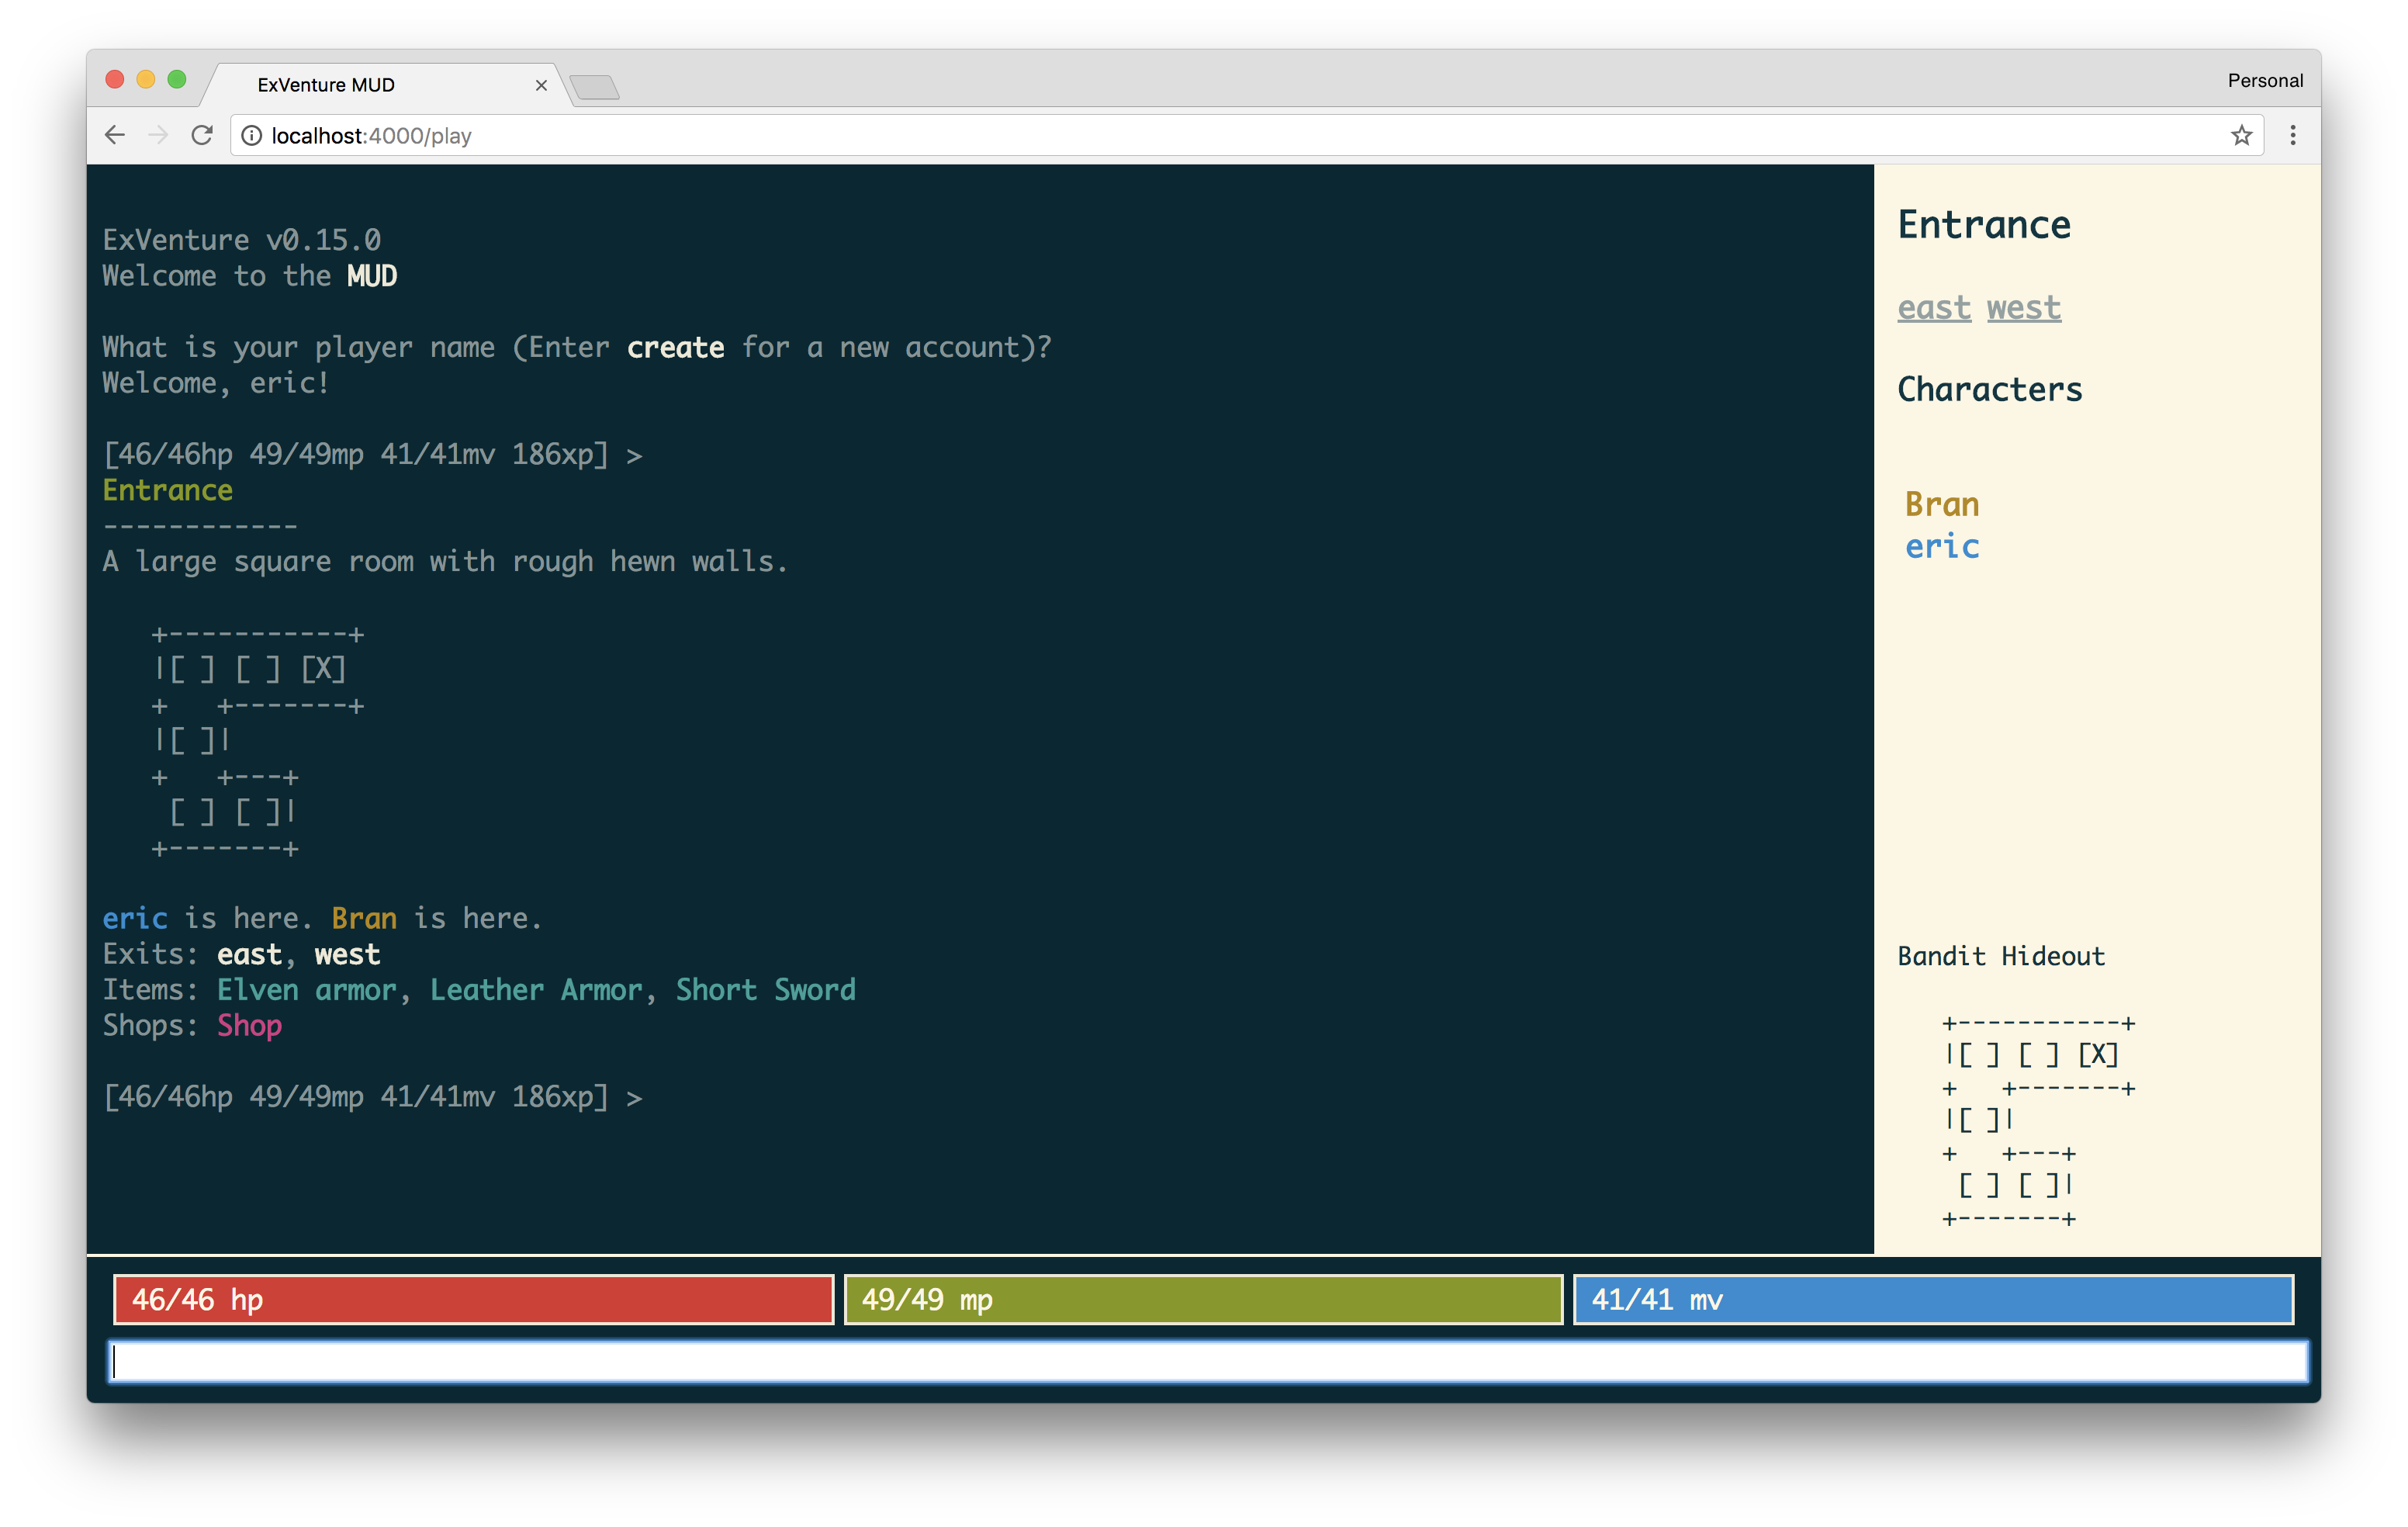 ExVenture MUD
Personal
localhost:4000/play
ExVenture v0.15.0
Welcome to the MUD
What is your player name (Enter create for a new account)?
Welcome, eric!
[46/46hp 49/49mp 41/41mv 186xp] >
Entrance
------------
A large square room with rough hewn walls.
   +-----------+
   |[ ] [ ] [X]
   +   +-------+
   |[ ]|
   +   +---+
    [ ] [ ]|
   +-------+
eric is here. Bran is here.
Exits: east, west
Items: Elven armor, Leather Armor, Short Sword
Shops: Shop
[46/46hp 49/49mp 41/41mv 186xp] >
Entrance
east west
Characters
Bran
eric
Bandit Hideout
   +-----------+
   |[ ] [ ] [X]
   +   +-------+
   |[ ]|
   +   +---+
    [ ] [ ]|
   +-------+
46/46 hp
49/49 mp
41/41 mv